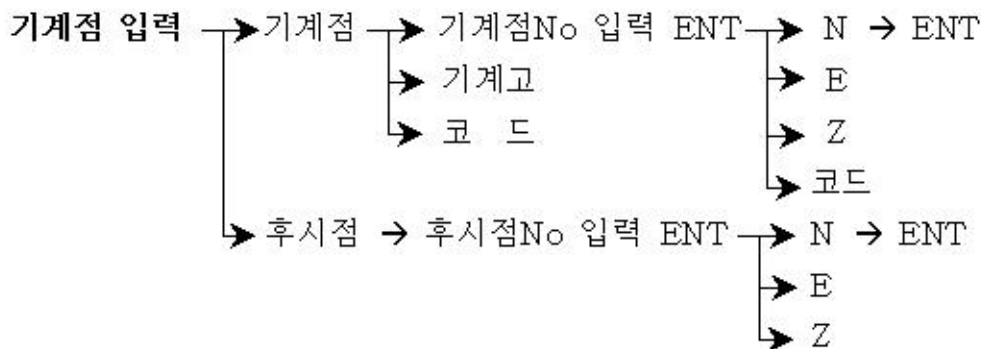 기계점 입력 → 기계점 → 기계점No 입력 ENT → N → ENT
→ 기계고 → E
→ 코 드 → Z
→ 코드
→ 후시점 → 후시점No 입력 ENT → N → ENT
→ E
→ Z